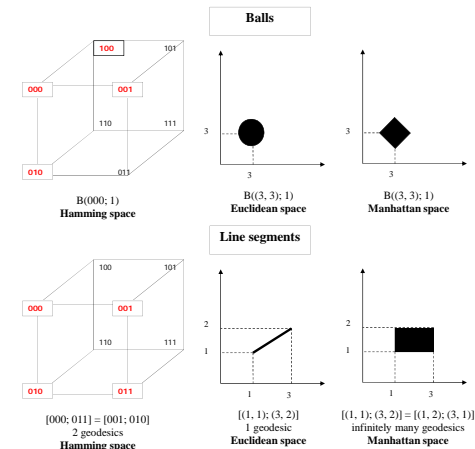 Balls
100 101
000 001
3 3
110 111
010 011
3 3
B(000; 1) B((3, 3); 1) B((3, 3); 1)
Hamming space Euclidean space Manhattan space
Line segments
100 101
000 001
2 2
110 111 1 1
010 011
1 3 1 3
[000; 011] = [001; 010] [(1, 1); (3, 2)] [(1, 1); (3, 2)] = [(1, 2); (3, 1)]
2 geodesics 1 geodesic infinitely many geodesics
Hamming space Euclidean space Manhattan space